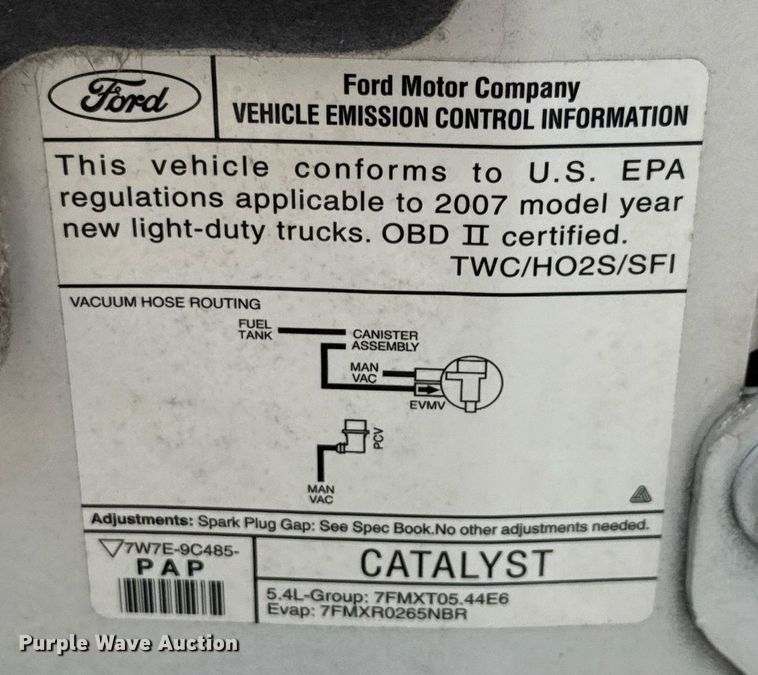 Ford
Ford Motor Company
VEHICLE EMISSION CONTROL INFORMATION
This vehicle conforms to U.S. EPA
regulations applicable to 2007 model year
new light-duty trucks. OBD II certified.
TWC/HO2S/SFI
VACUUM HOSE ROUTING
FUEL
TANK
CANISTER
ASSEMBLY
MAN
VAC
EVMV
PCV
MAN
VAC
Adjustments: Spark Plug Gap: See Spec Book.No other adjustments needed.
7W7E-9C485-
PAP
CATALYST
5.4L-Group: 7FMXT05.44E6
Evap: 7FMXR0265NBR
Purple Wave Auction